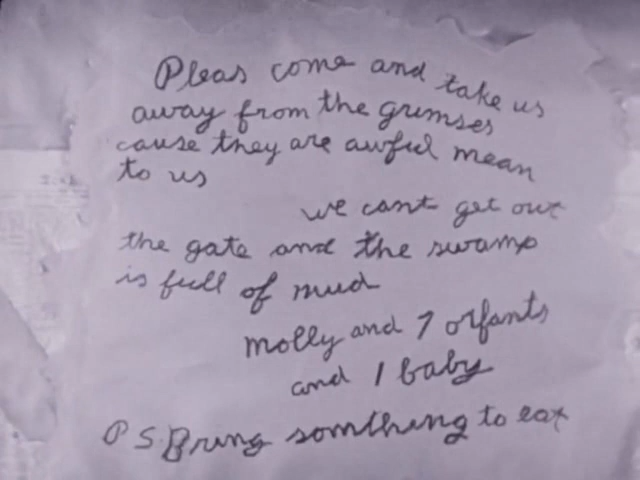 Pleas come and take us
away from the grimses
cause they are awful mean
to us
we cant get out
the gate and the swamp
is full of mud
molly and 7 orfants
and 1 baby
P S. Bring somthing to eat